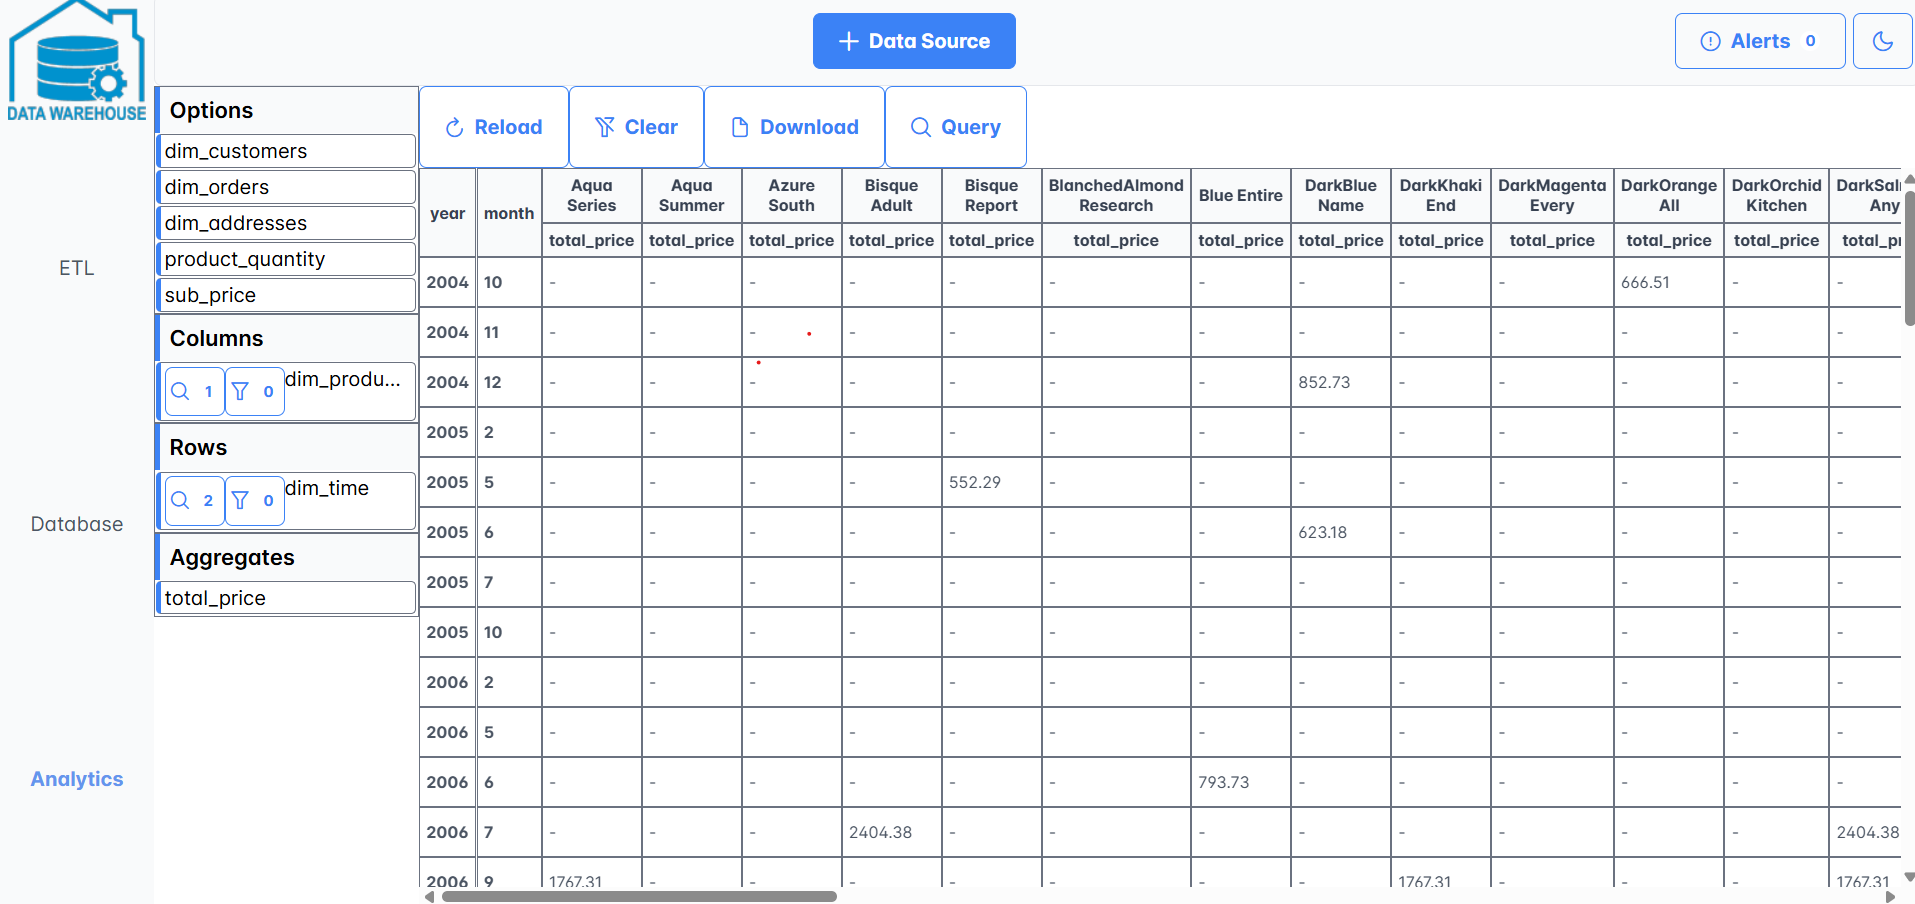 DATA WAREHOUSE
+ Data Source
Alerts 0
ETL
Database
Analytics
Options
dim_customers
dim_orders
dim_addresses
product_quantity
sub_price
Columns
1 0 dim_produ...
Rows
2 0 dim_time
Aggregates
total_price
Reload Clear Download Query
year month Aqua Series Aqua Summer Azure South Bisque Adult Bisque Report BlanchedAlmond Research Blue Entire DarkBlue Name DarkKhaki End DarkMagenta Every DarkOrange All DarkOrchid Kitchen Any
total_price total_price total_price total_price total_price total_price total_price total_price total_price total_price total_price total_price
2004 10 - - - - - - - - - - 666.51 - -
2004 11 - - - - - - - - - - - - -
2004 12 - - - - - - - 852.73 - - - - -
2005 2 - - - - - - - - - - - - -
2005 5 - - - - 552.29 - - - - - - - -
2005 6 - - - - - - - 623.18 - - - - -
2005 7 - - - - - - - - - - - - -
2005 10 - - - - - - - - - - - - -
2006 2 - - - - - - - - - - - - -
2006 5 - - - - - - - - - - - - -
2006 6 - - - - - - 793.73 - - - - - -
2006 7 - - - 2404.38 - - - - - - - - 2404.38
2006 9 1767.31 - - - - - - - 1767.31 - - - 1767.31